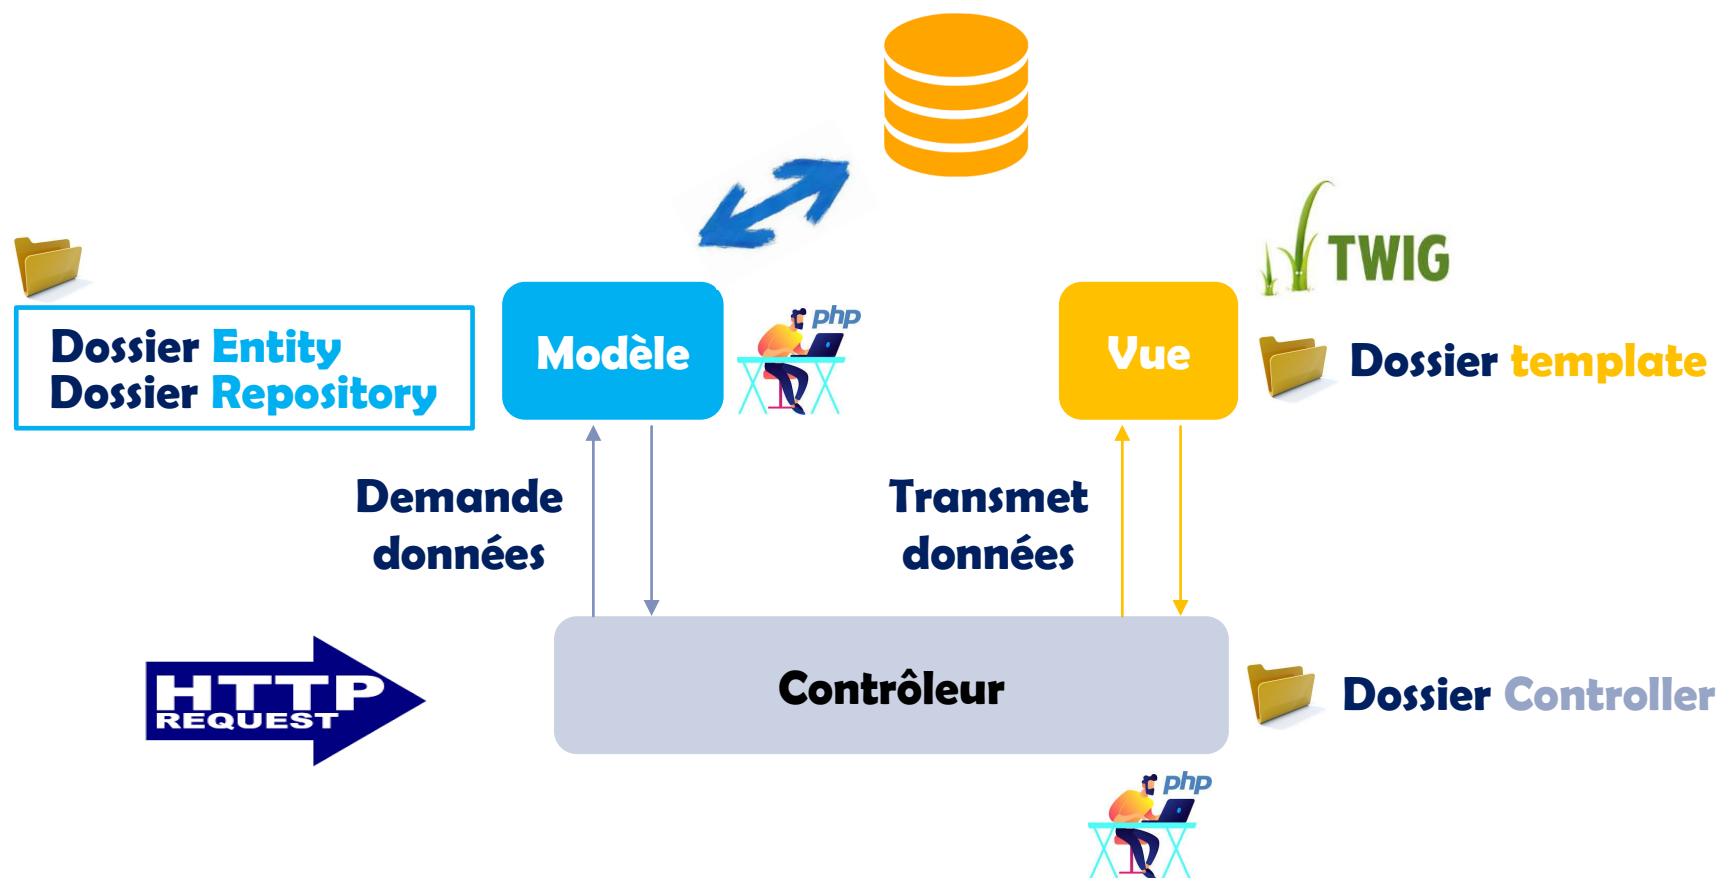 TWIG
Dossier Entity
Dossier Repository
Modèle
php
Vue
Dossier template
Demande
données
Transmet
données
HTTP
REQUEST
Contrôleur
Dossier Controller
php